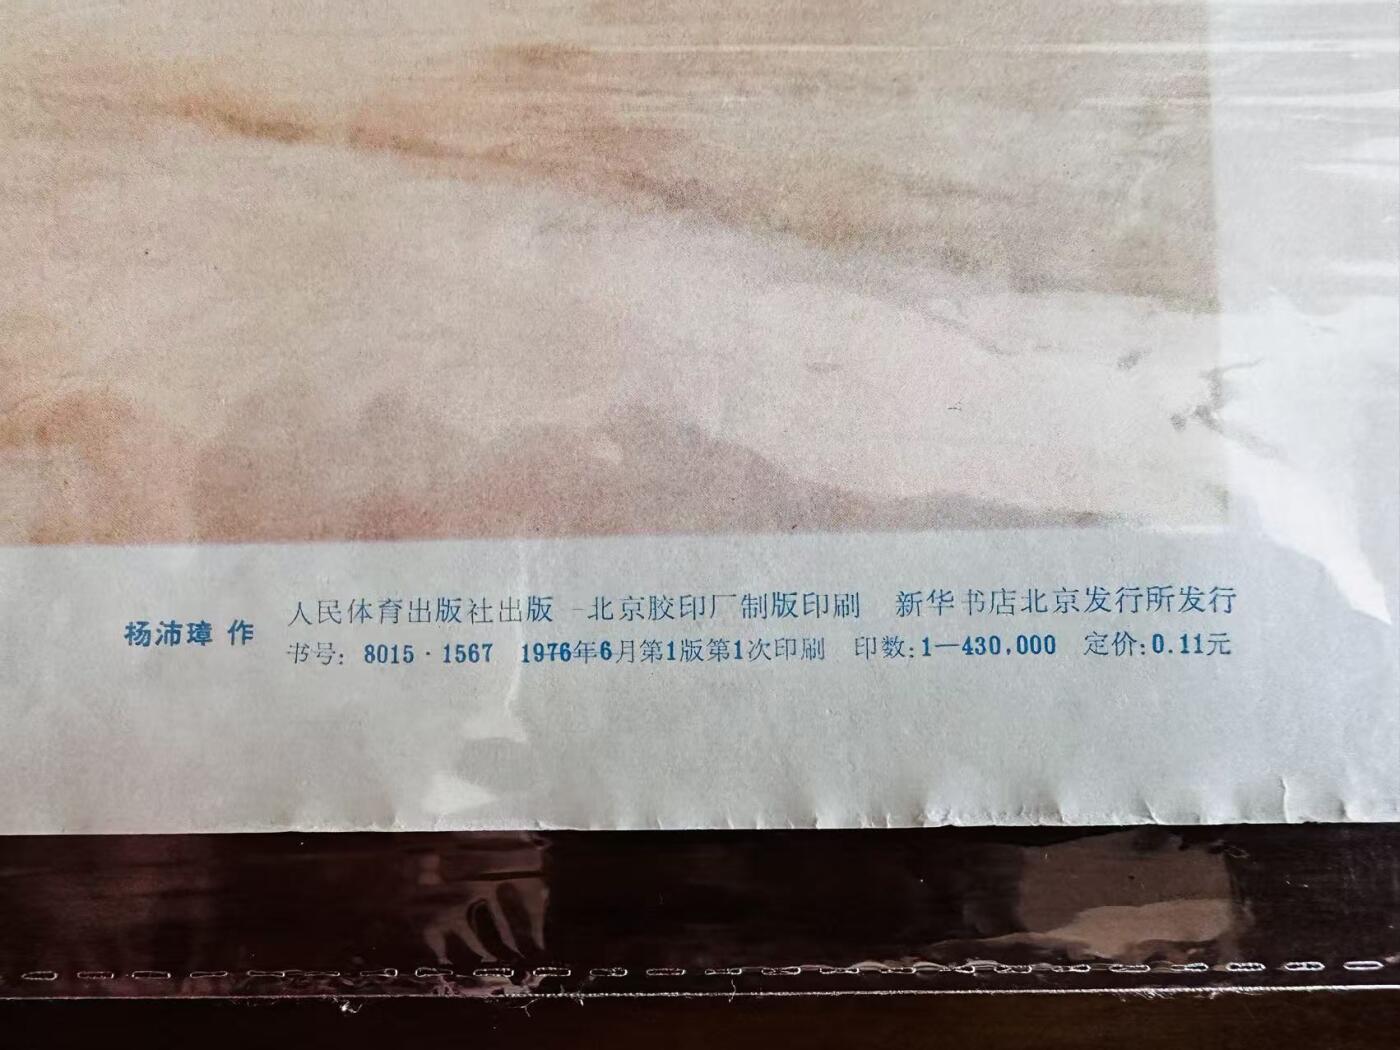 杨沛璋 作
人民体育出版社出版 北京胶印厂制版印刷 新华书店北京发行所发行
书号：8015·1567 1976年6月第1版第1次印刷 印数：1—430,000 定价：0.11元